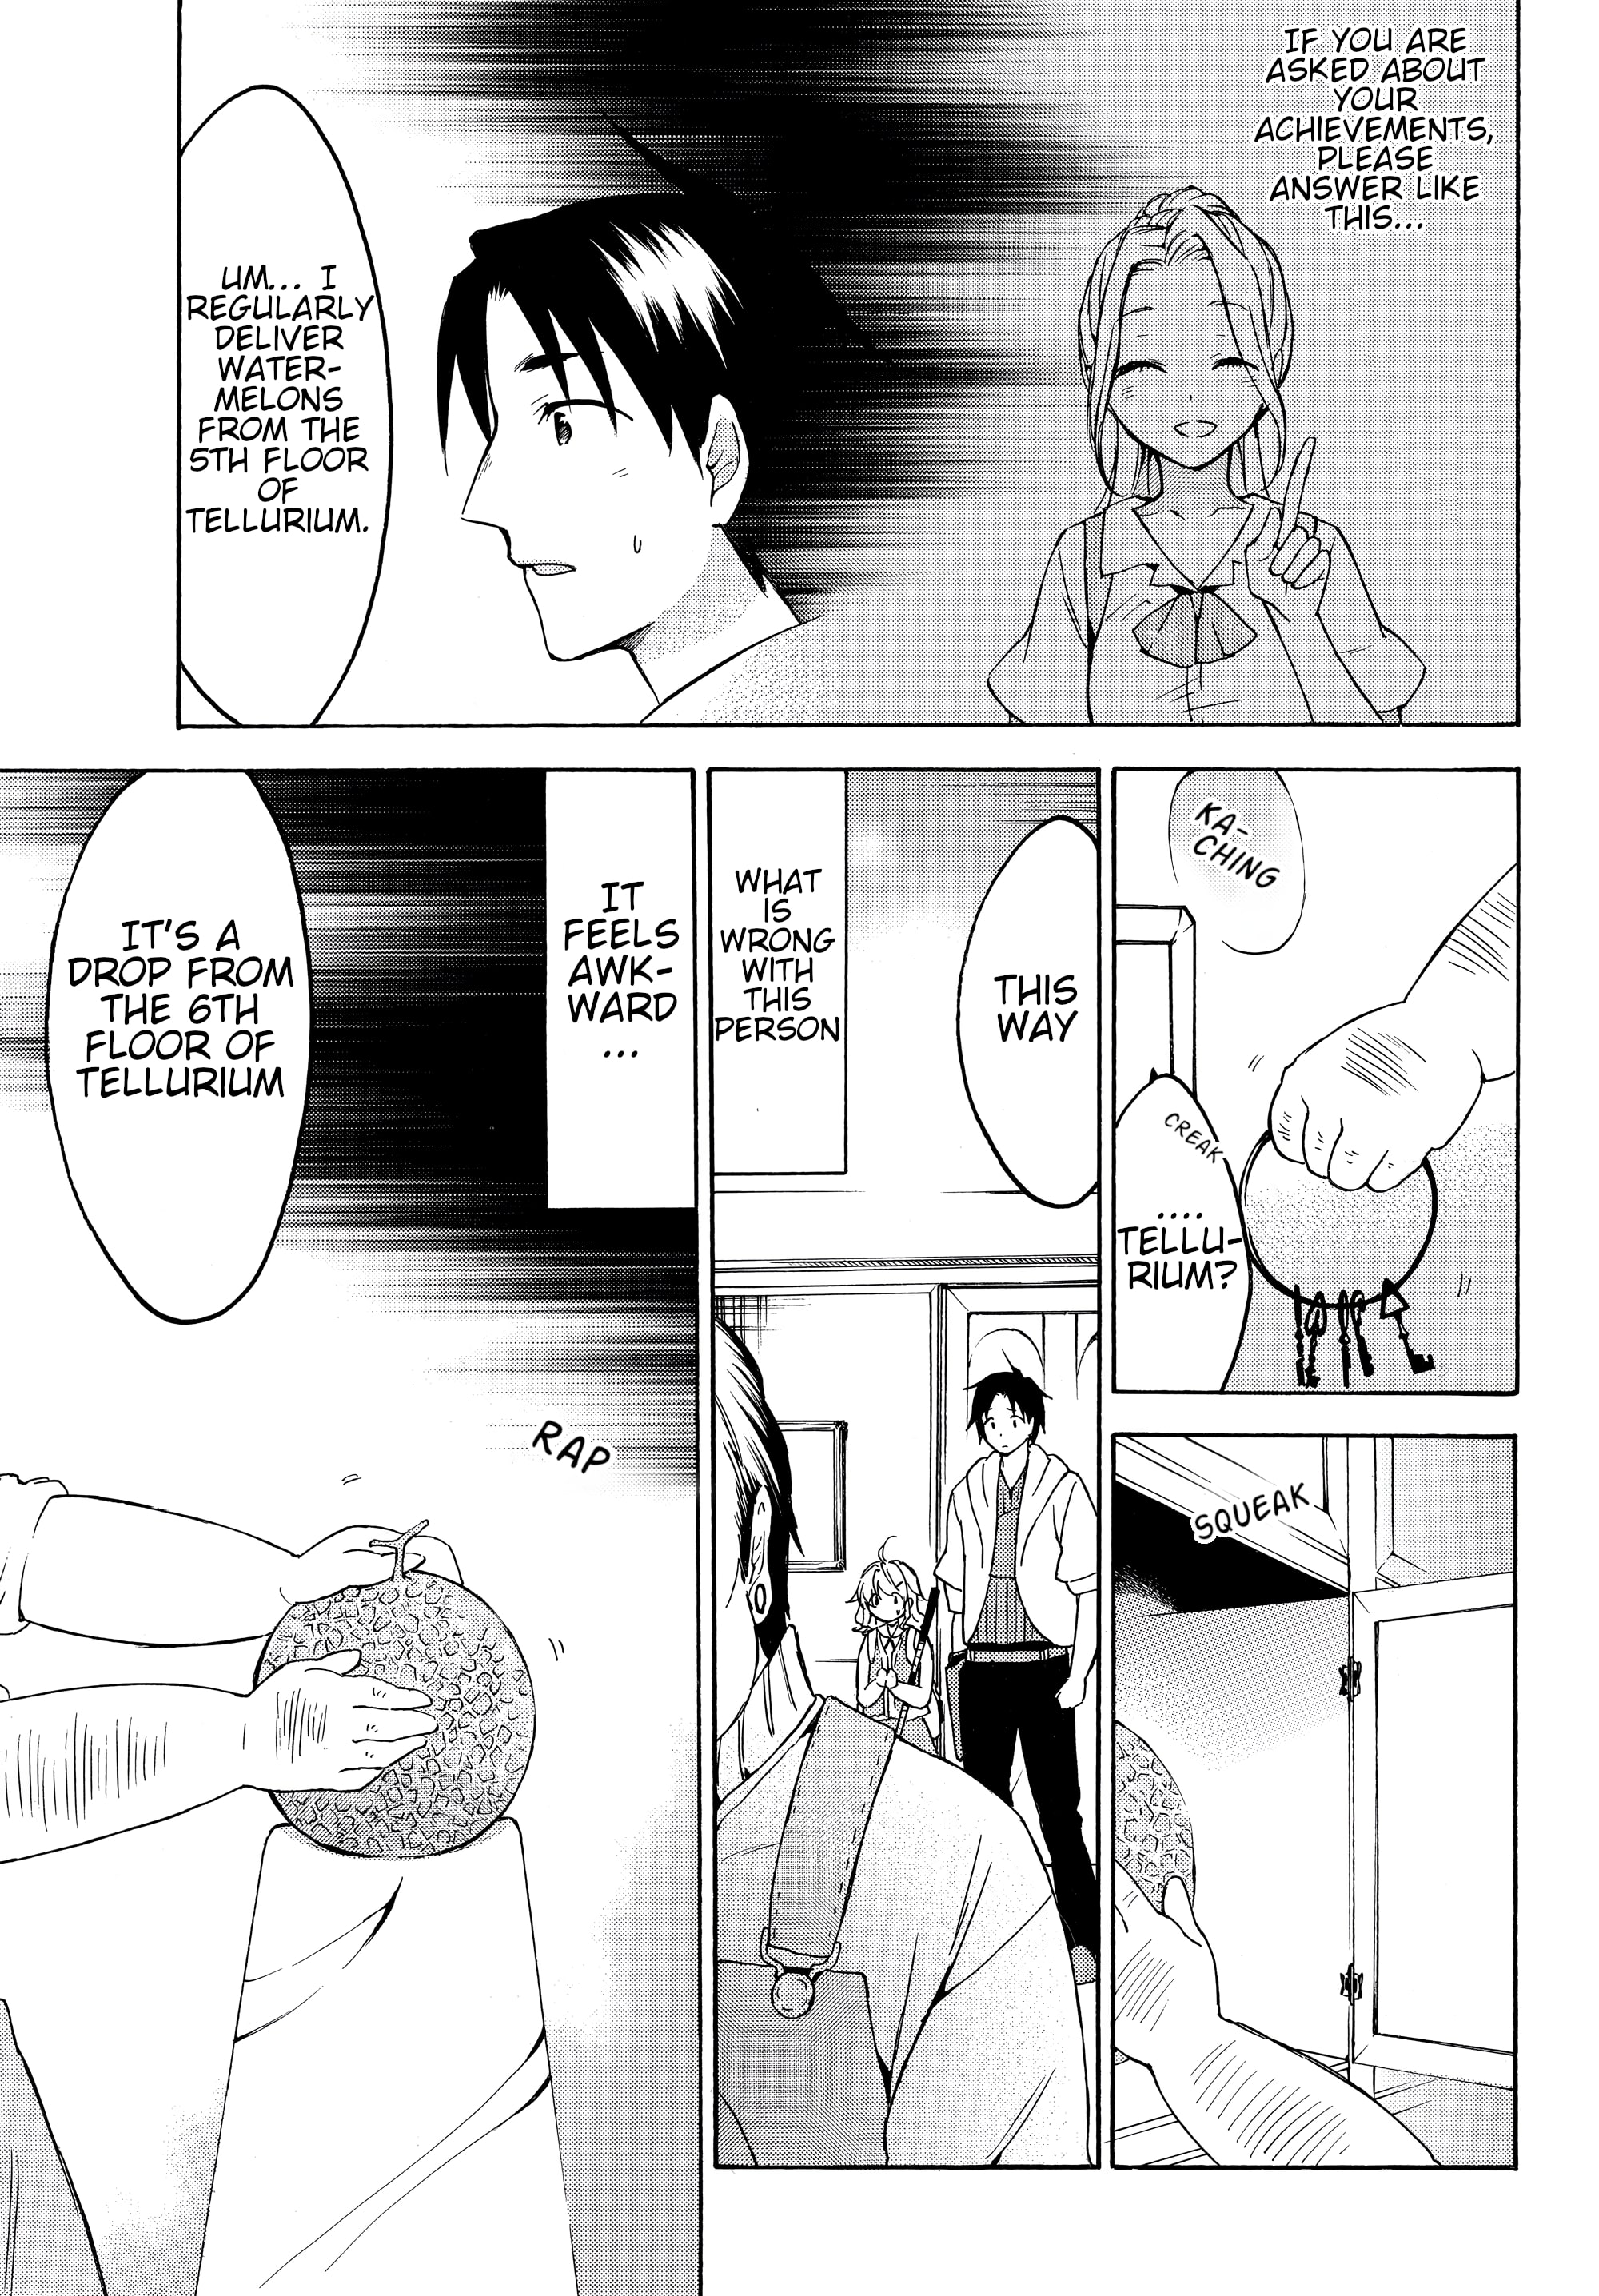 IF YOU ARE
ASKED ABOUT
YOUR
ACHIEVEMENTS,
PLEASE
ANSWER LIKE
THIS...
UM... I
REGULARLY
DELIVER
WATER-
MELONS
FROM THE
5TH FLOOR
OF
TELLURIUM.
KA-
CHING
CREAK
....
TELLU-
RIUM?
SQUEAK
THIS
WAY
WHAT
IS
WRONG
WITH
THIS
PERSON
IT
FEELS
AWK-
WARD
...
IT'S A
DROP FROM
THE 6TH
FLOOR OF
TELLURIUM
RAP